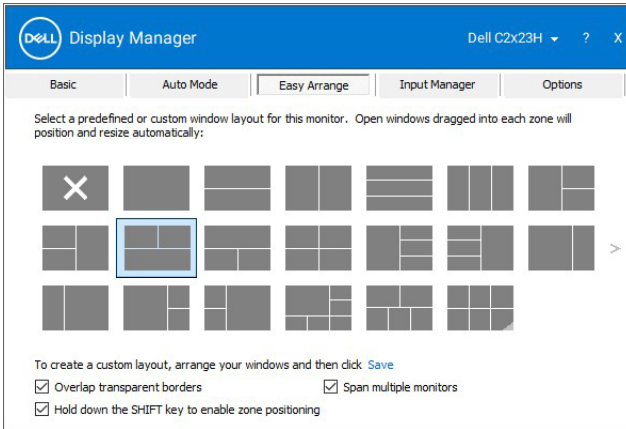 DELL Display Manager Dell C2x23H ? X
Basic Auto Mode Easy Arrange Input Manager Options
Select a predefined or custom window layout for this monitor. Open windows dragged into each zone will
position and resize automatically:
>
To create a custom layout, arrange your windows and then click Save
Overlap transparent borders Span multiple monitors
Hold down the SHIFT key to enable zone positioning